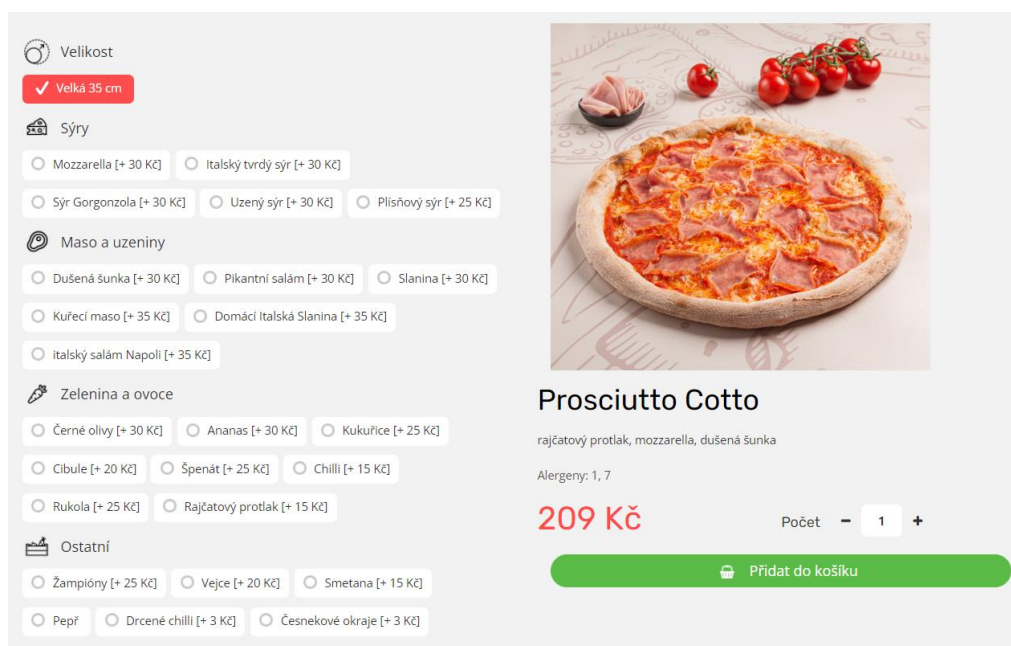 Velikost
Velká 35 cm
Sýry
Mozzarella [+ 30 Kč] Italský tvrdý sýr [+ 30 Kč]
Sýr Gorgonzola [+ 30 Kč] Uzený sýr [+ 30 Kč] Plísňový sýr [+ 25 Kč]
Maso a uzeniny
Dušená šunka [+ 30 Kč] Pikantní salám [+ 30 Kč] Slanina [+ 30 Kč]
Kuřecí maso [+ 35 Kč] Domácí Italská Slanina [+ 35 Kč]
italský salám Napoli [+ 35 Kč]
Zelenina a ovoce
Černé olivy [+ 30 Kč] Ananas [+ 30 Kč] Kukuřice [+ 25 Kč]
Cibule [+ 20 Kč] Špenát [+ 25 Kč] Chilli [+ 15 Kč]
Rukola [+ 25 Kč] Rajčatový protlak [+ 15 Kč]
Ostatní
Žampióny [+ 25 Kč] Vejce [+ 20 Kč] Smetana [+ 15 Kč]
Pepř Drcené chilli [+ 3 Kč] Česnekové okraje [+ 3 Kč]
Prosciutto Cotto
rajčatový protlak, mozzarella, dušená šunka
Alergeny: 1, 7
209 Kč Počet - 1 +
Přidat do košíku